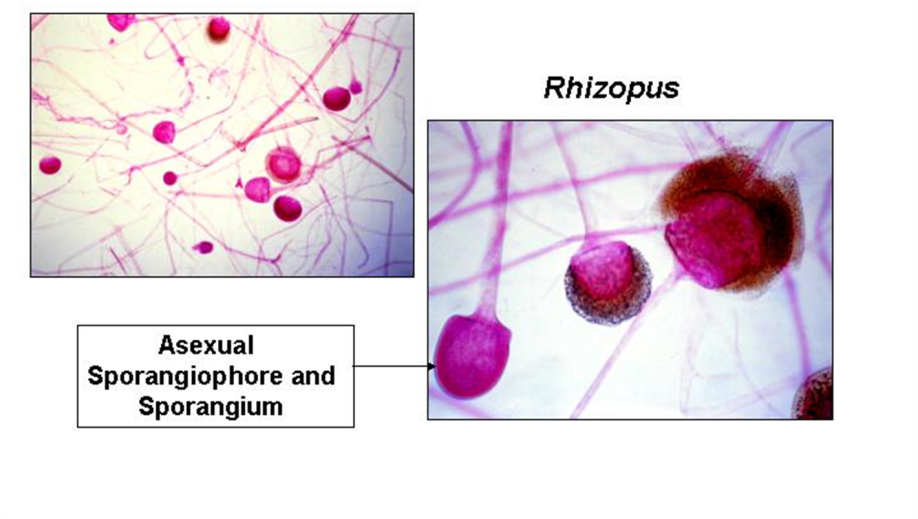 Rhizopus
Asexual
Sporangiophore and
Sporangium